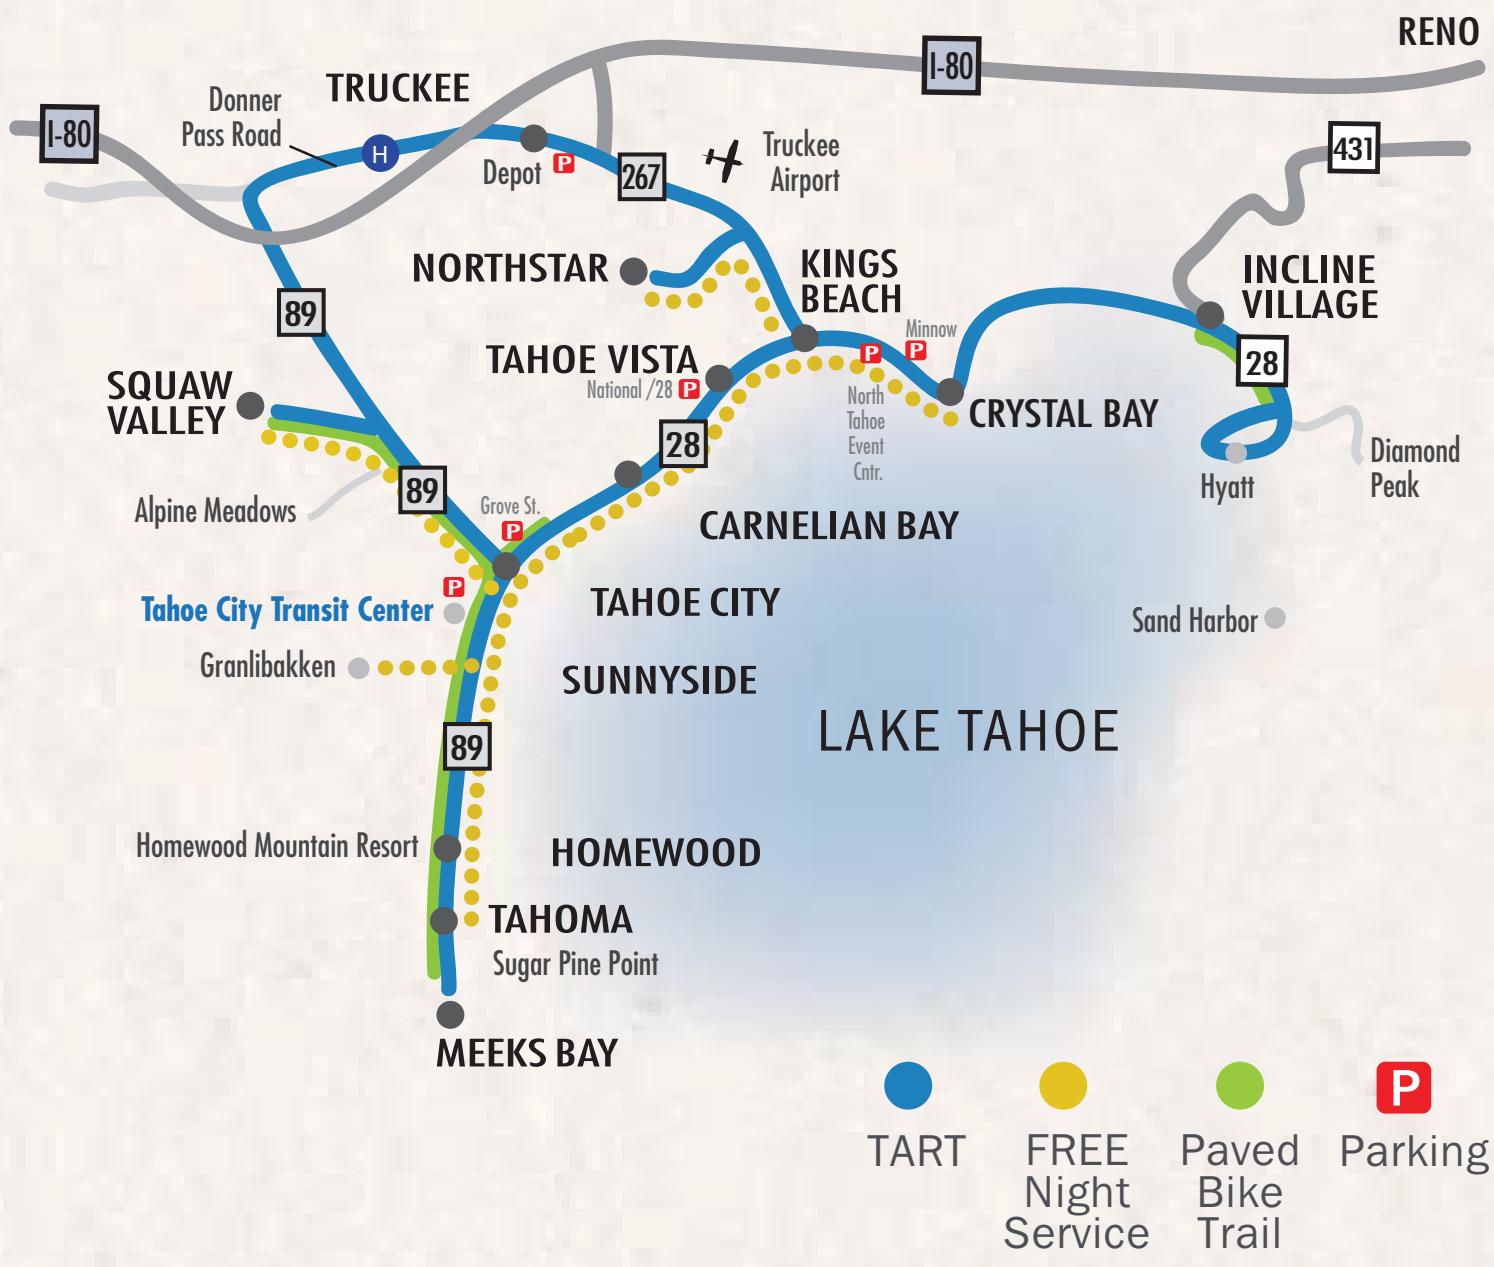 RENO
I-80
TRUCKEE
Donner
Pass Road
I-80
H
Depot
P
267
Truckee
Airport
431
NORTHSTAR
KINGS
BEACH
INCLINE
VILLAGE
89
Minnow
P
P
TAHOE VISTA
National /28 P
28
SQUAW
VALLEY
North
Tahoe
Event
Cntr.
CRYSTAL BAY
28
Diamond
Peak
Hyatt
89
Alpine Meadows
Grove St.
P
CARNELIAN BAY
P
Tahoe City Transit Center
TAHOE CITY
Sand Harbor
Granlibakken
SUNNYSIDE
LAKE TAHOE
89
Homewood Mountain Resort
HOMEWOOD
TAHOMA
Sugar Pine Point
MEEKS BAY
P
TART
FREE
Night
Service
Paved
Bike
Trail
Parking